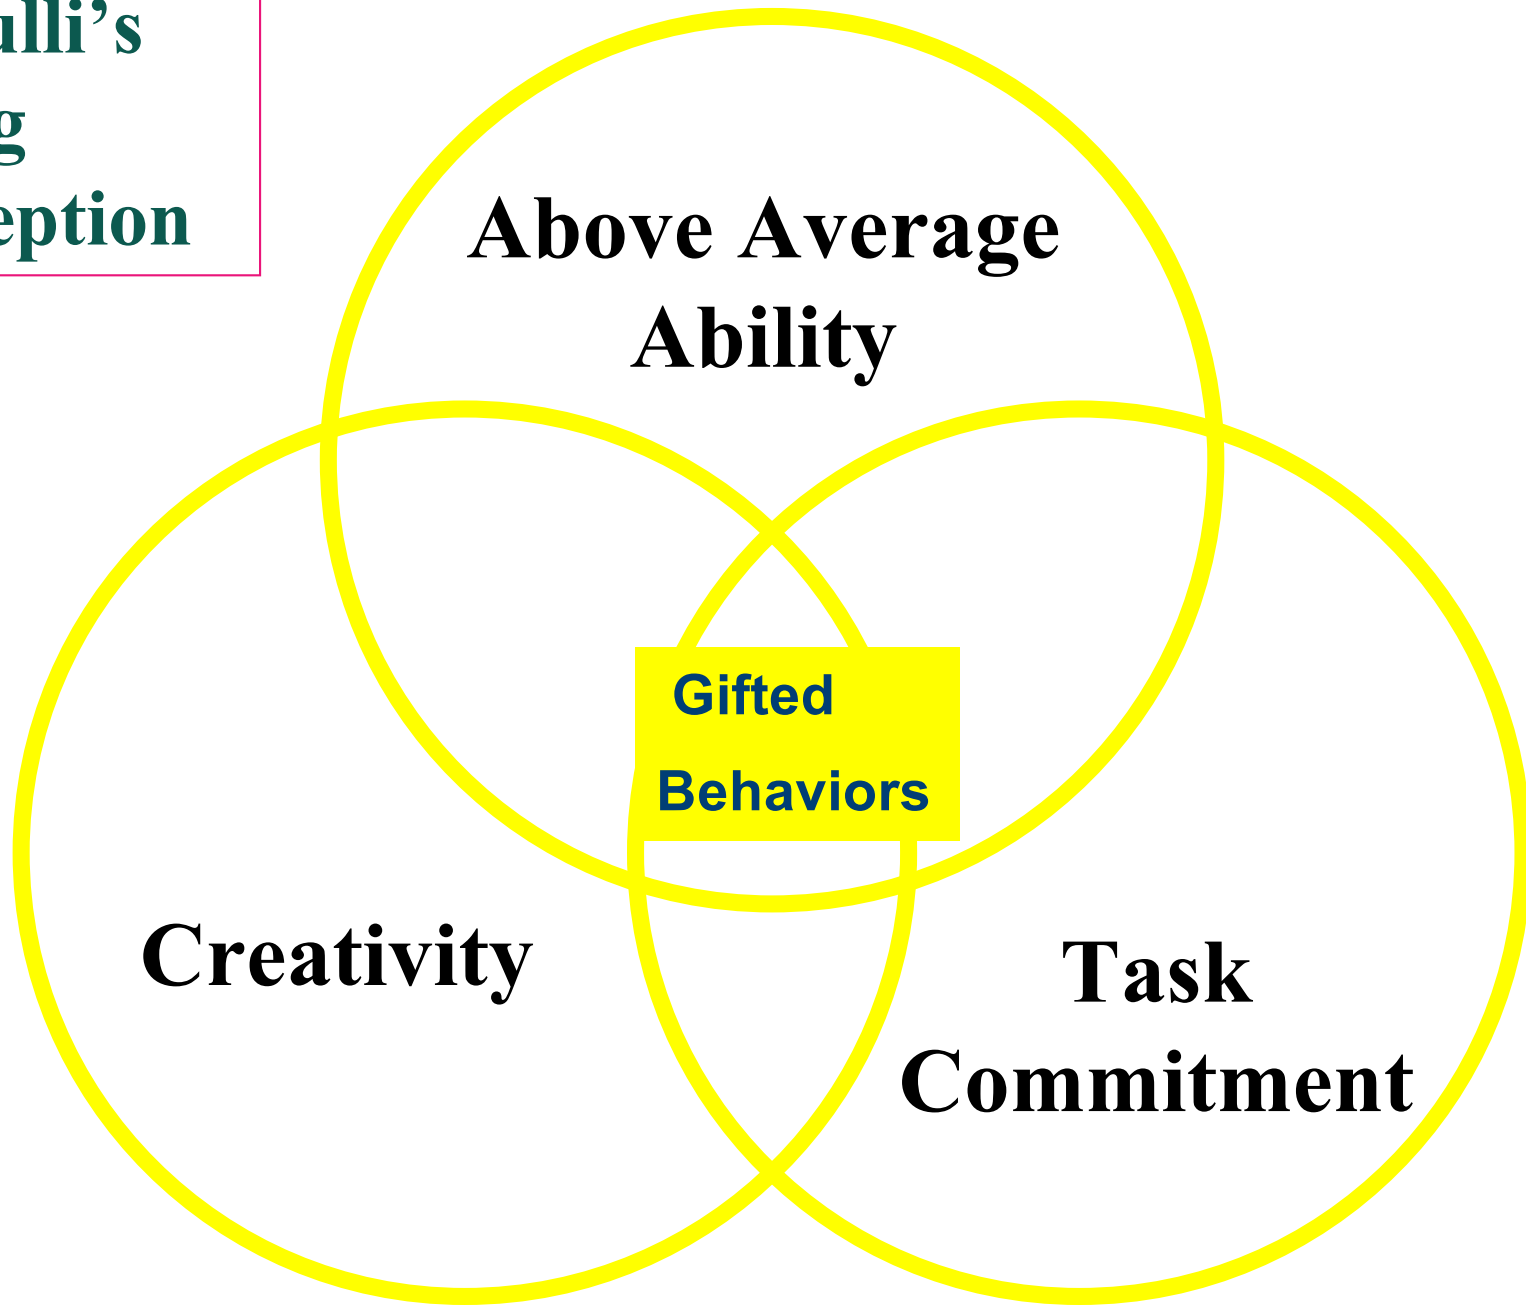 ulli’s
g
eption
Above Average
Ability
Gifted
Behaviors
Creativity
Task
Commitment